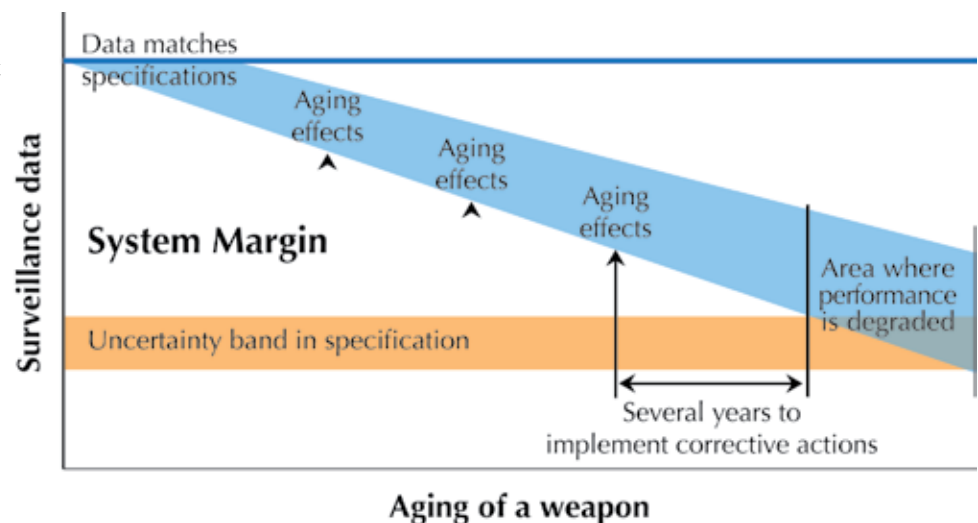 Data matches
specifications
Aging
effects
Aging
effects
Aging
effects
System Margin
Area where
performance
is degraded
Uncertainty band in specification
Several years to
implement corrective actions
Surveillance data
Aging of a weapon